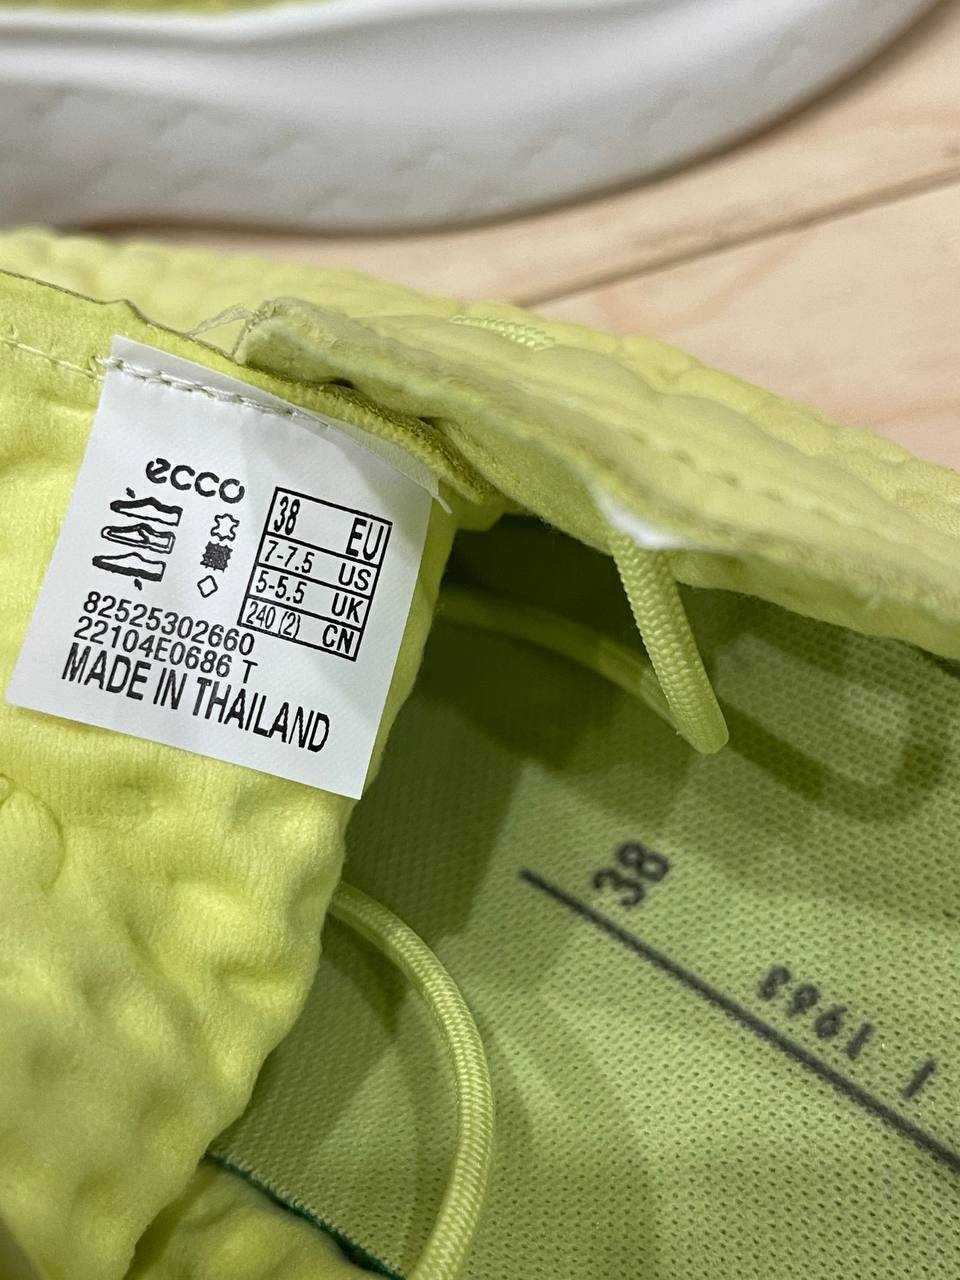 ecco
38 EU
7-7.5 US
5-5.5 UK
240 (2) CN
82525302660
22104E0686 T
MADE IN THAILAND
38
1 1963